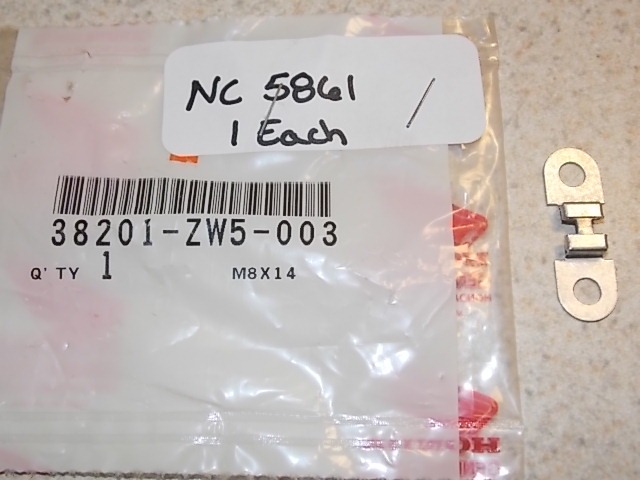 NC 5861
1 Each
38201-ZW5-003
Q'TY 1 M8X14